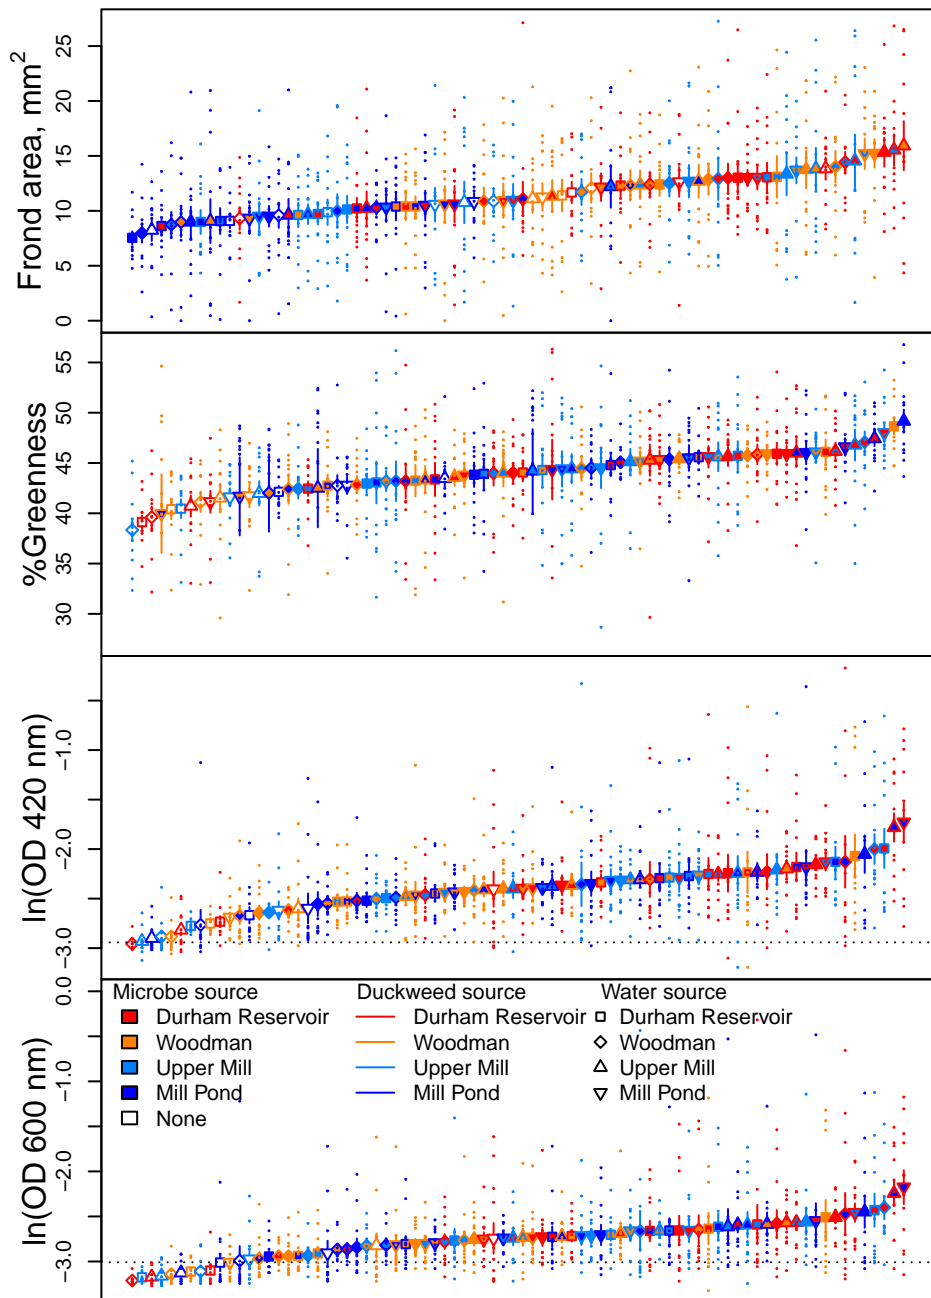 Frond area, mm²
25
20
15
10
5
0
%Greenness
55
50
45
40
35
30
ln(OD 420 nm)
−1.0
−2.0
−3.0
ln(OD 600 nm)
0.0
−1.0
−2.0
−3.0
Microbe source Duckweed source Water source
Durham Reservoir Durham Reservoir Durham Reservoir
Woodman Woodman Woodman
Upper Mill Upper Mill Upper Mill
Mill Pond Mill Pond Mill Pond
None